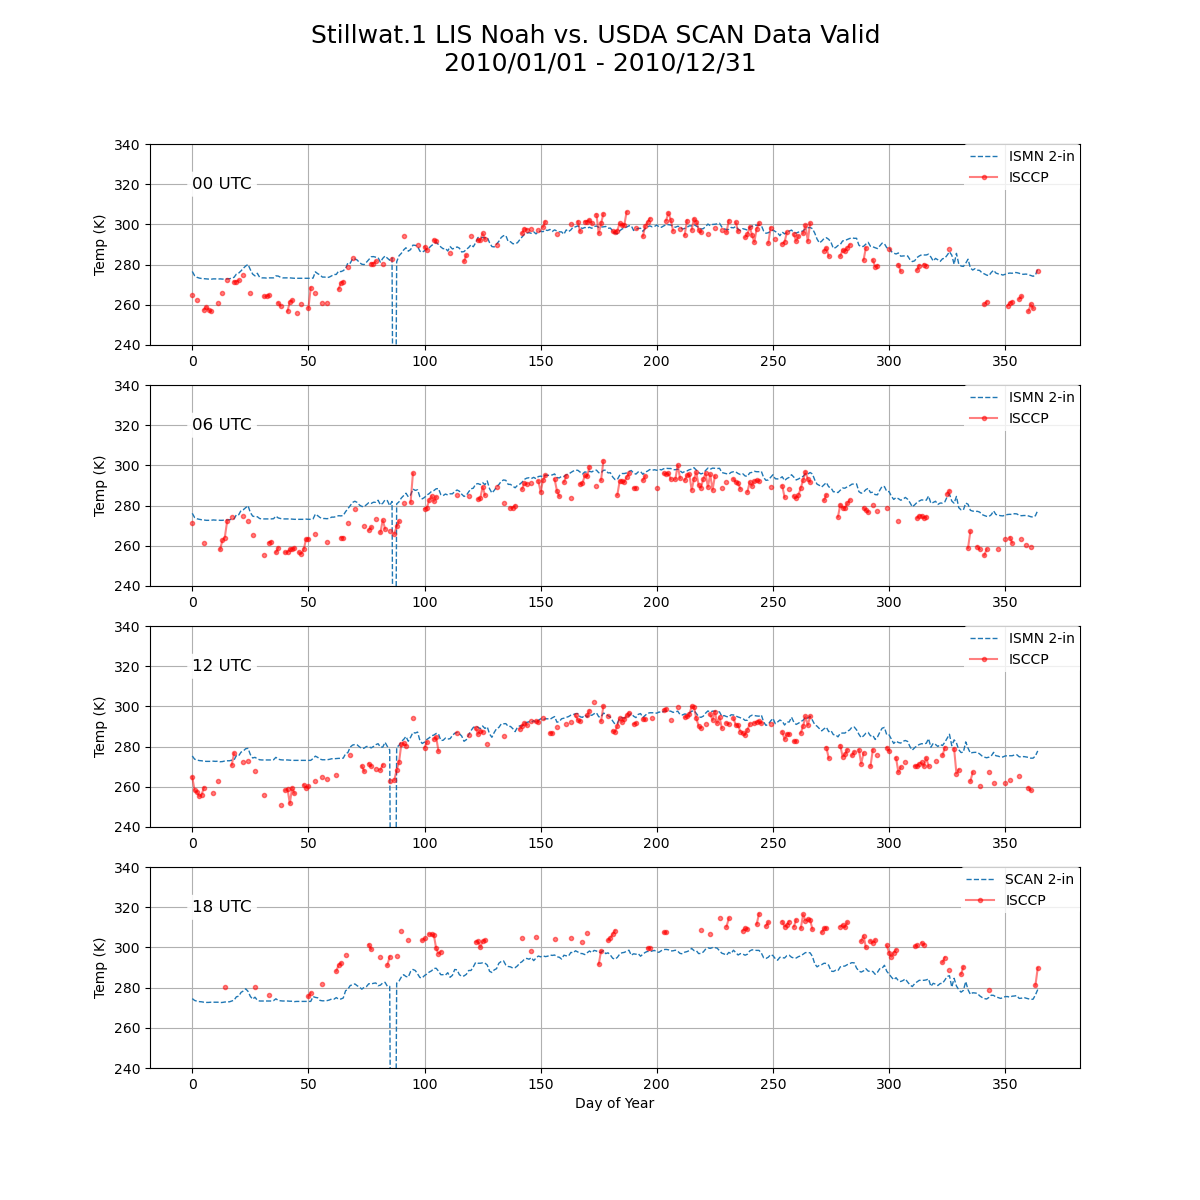 Stillwat.1 LIS Noah vs. USDA SCAN Data Valid
2010/01/01 - 2010/12/31
340
320
300
280
260
240
Temp (K)
00 UTC
ISMN 2-in
ISCCP
0 50 100 150 200 250 300 350
340
320
300
280
260
240
Temp (K)
06 UTC
ISMN 2-in
ISCCP
0 50 100 150 200 250 300 350
340
320
300
280
260
240
Temp (K)
12 UTC
ISMN 2-in
ISCCP
0 50 100 150 200 250 300 350
340
320
300
280
260
240
Temp (K)
18 UTC
SCAN 2-in
ISCCP
0 50 100 150 200 250 300 350
Day of Year